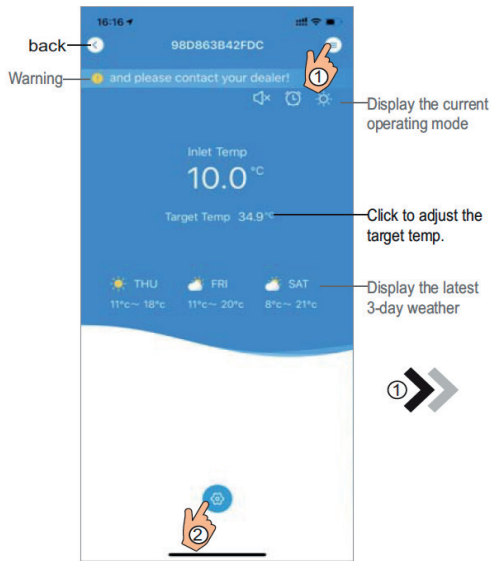 16:16
back
98D863B42FDC
Warning
! and please contact your dealer!
①
Display the current
operating mode
Inlet Temp
10.0 °C
Target Temp 34.9 °C
Click to adjust the
target temp.
THU FRI SAT
11°c~ 18°c 11°c~ 20°c 8°c~ 21°c
Display the latest
3-day weather
①
②